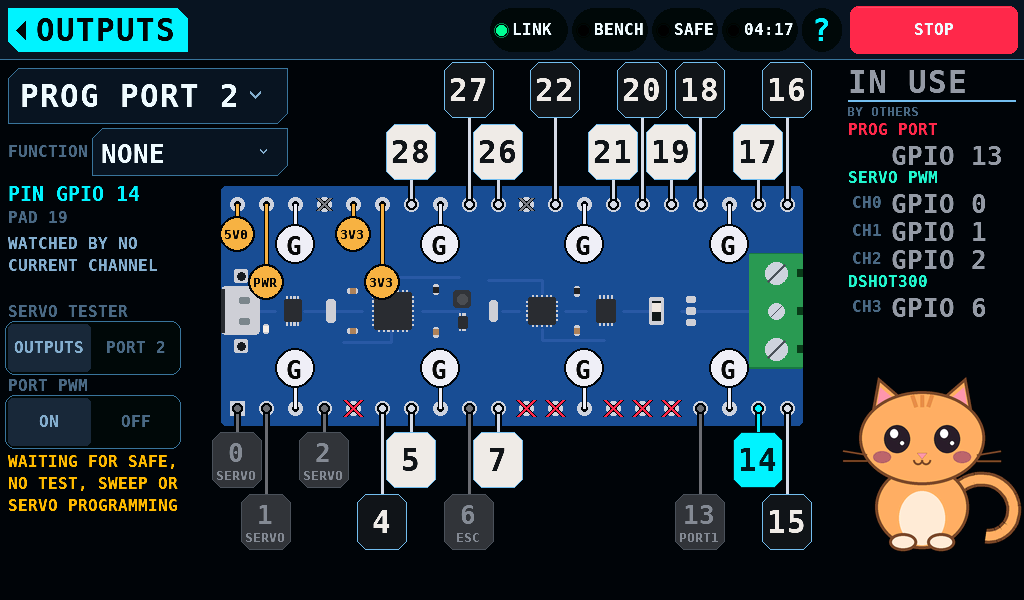 OUTPUTS
LINK
BENCH
SAFE
04:17
?
STOP
PROG PORT 2
FUNCTION
NONE
PIN GPIO 14
PAD 19
WATCHED BY NO
CURRENT CHANNEL
SERVO TESTER
OUTPUTS
PORT 2
PORT PWM
ON
OFF
WAITING FOR SAFE,
NO TEST, SWEEP OR
SERVO PROGRAMMING
27
22
20
18
16
28
26
21
19
17
5V0
G
3V3
G
G
G
PWR
3V3
G
G
G
G
0
SERVO
2
SERVO
5
7
14
1
SERVO
4
6
ESC
13
PORT1
15
IN USE
BY OTHERS
PROG PORT
GPIO 13
SERVO PWM
CH0 GPIO 0
CH1 GPIO 1
CH2 GPIO 2
DSHOT300
CH3 GPIO 6